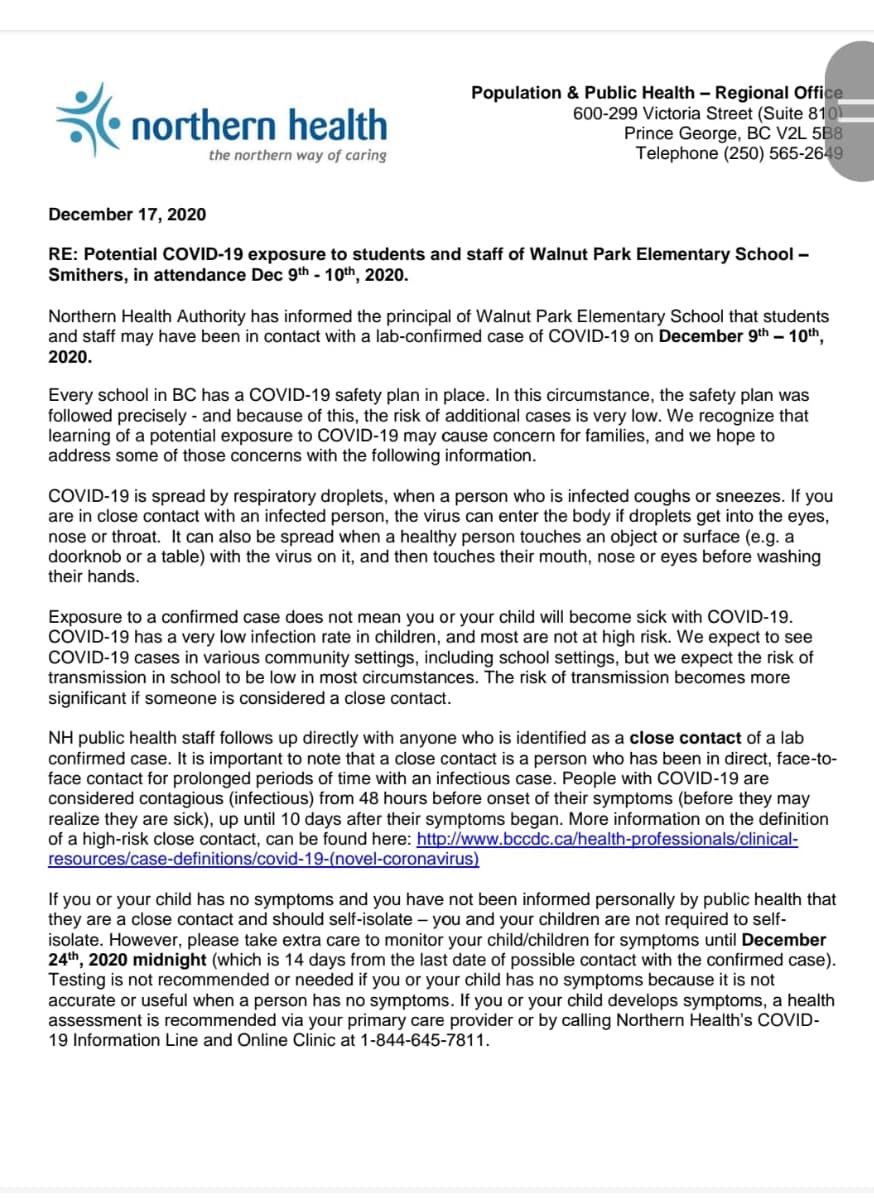 northern health
the northern way of caring
Population & Public Health – Regional Office
600-299 Victoria Street (Suite 810)
Prince George, BC V2L 5B8
Telephone (250) 565-2649
December 17, 2020
RE: Potential COVID-19 exposure to students and staff of Walnut Park Elementary School –
Smithers, in attendance Dec 9th - 10th, 2020.
Northern Health Authority has informed the principal of Walnut Park Elementary School that students
and staff may have been in contact with a lab-confirmed case of COVID-19 on December 9th – 10th,
2020.
Every school in BC has a COVID-19 safety plan in place. In this circumstance, the safety plan was
followed precisely - and because of this, the risk of additional cases is very low. We recognize that
learning of a potential exposure to COVID-19 may cause concern for families, and we hope to
address some of those concerns with the following information.
COVID-19 is spread by respiratory droplets, when a person who is infected coughs or sneezes. If you
are in close contact with an infected person, the virus can enter the body if droplets get into the eyes,
nose or throat.  It can also be spread when a healthy person touches an object or surface (e.g. a
doorknob or a table) with the virus on it, and then touches their mouth, nose or eyes before washing
their hands.
Exposure to a confirmed case does not mean you or your child will become sick with COVID-19.
COVID-19 has a very low infection rate in children, and most are not at high risk. We expect to see
COVID-19 cases in various community settings, including school settings, but we expect the risk of
transmission in school to be low in most circumstances. The risk of transmission becomes more
significant if someone is considered a close contact.
NH public health staff follows up directly with anyone who is identified as a close contact of a lab
confirmed case. It is important to note that a close contact is a person who has been in direct, face-to-
face contact for prolonged periods of time with an infectious case. People with COVID-19 are
considered contagious (infectious) from 48 hours before onset of their symptoms (before they may
realize they are sick), up until 10 days after their symptoms began. More information on the definition
of a high-risk close contact, can be found here: http://www.bccdc.ca/health-professionals/clinical-
resources/case-definitions/covid-19-(novel-coronavirus)
If you or your child has no symptoms and you have not been informed personally by public health that
they are a close contact and should self-isolate – you and your children are not required to self-
isolate. However, please take extra care to monitor your child/children for symptoms until December
24th, 2020 midnight (which is 14 days from the last date of possible contact with the confirmed case).
Testing is not recommended or needed if you or your child has no symptoms because it is not
accurate or useful when a person has no symptoms. If you or your child develops symptoms, a health
assessment is recommended via your primary care provider or by calling Northern Health's COVID-
19 Information Line and Online Clinic at 1-844-645-7811.